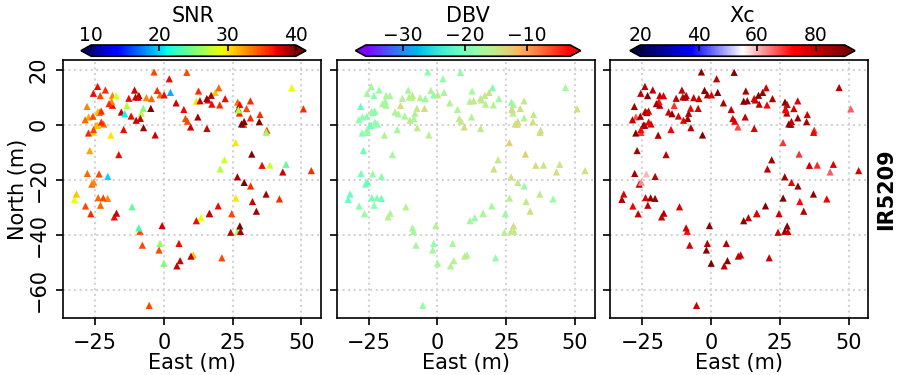 SNR DBV Xc
10 20 30 40 −30 −20 −10 20 40 60 80
20
0
−20
−40
−60
North (m)
IR5209
−25 0 25 50 −25 0 25 50 −25 0 25 50
East (m) East (m) East (m)